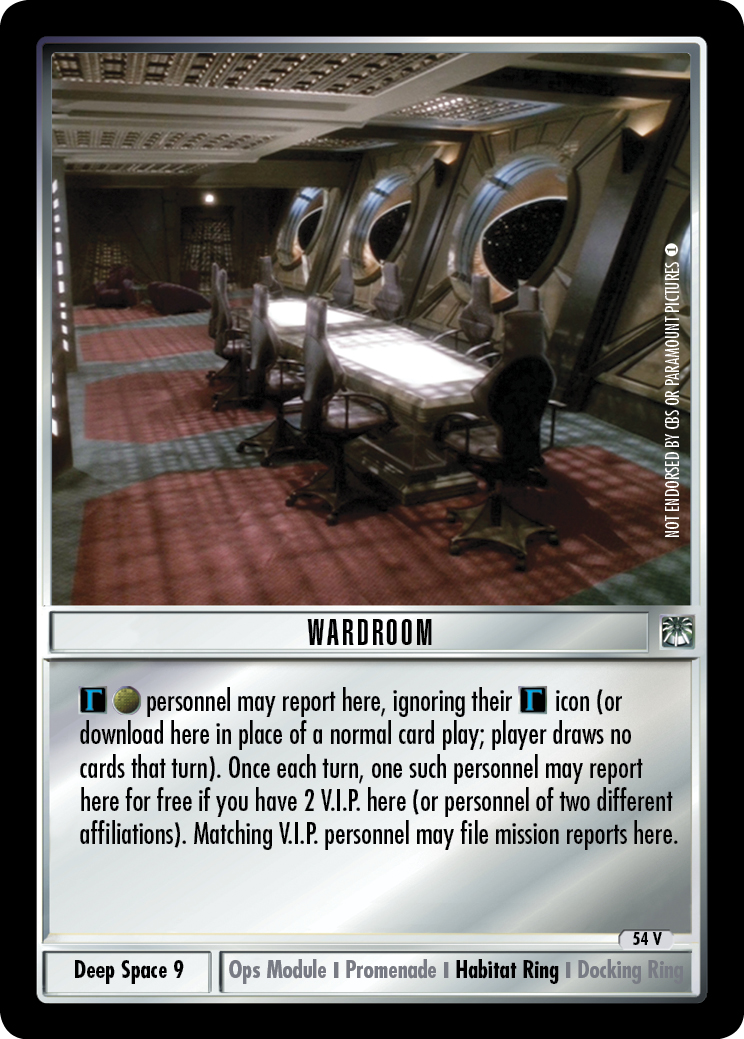 NOT ENDORSED BY CBS OR PARAMOUNT PICTURES 1
WARDROOM
Γ personnel may report here, ignoring their Γ icon (or
download here in place of a normal card play; player draws no
cards that turn). Once each turn, one such personnel may report
here for free if you have 2 V.I.P. here (or personnel of two different
affiliations). Matching V.I.P. personnel may file mission reports here.
54 V
Deep Space 9
Ops Module I Promenade I Habitat Ring I Docking Ring